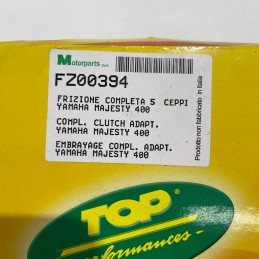 Motorparts S.p.A.
FZ00394
FRIZIONE COMPLETA 5 CEPPI
YAMAHA MAJESTY 400
COMPL. CLUTCH ADAPT.
YAMAHA MAJESTY 400
EMBRAYAGE COMPL. ADAPT.
YAMAHA MAJESTY 400
Prodotto non fabbricato in Italia
TOP
Performances